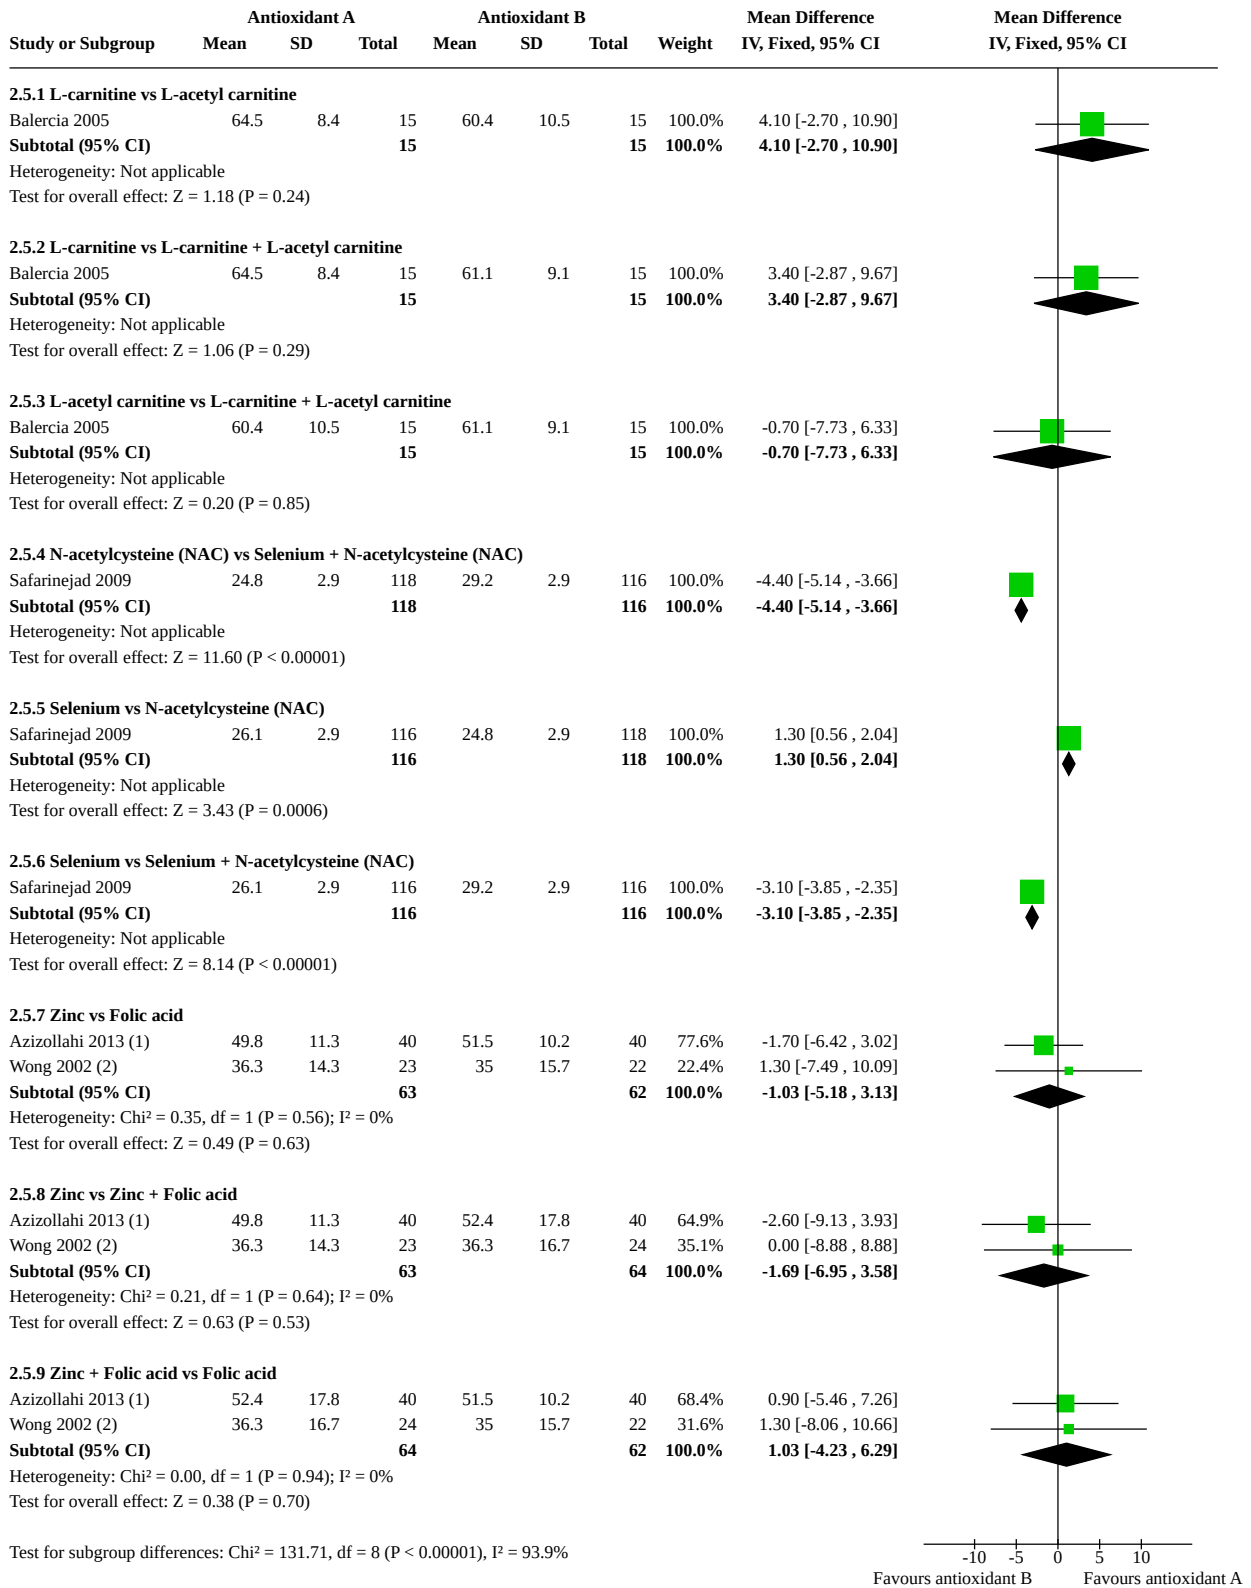 Antioxidant A Antioxidant B Mean Difference Mean Difference
Study or Subgroup Mean SD Total Mean SD Total Weight IV, Fixed, 95% CI IV, Fixed, 95% CI
2.5.1 L-carnitine vs L-acetyl carnitine
Balercia 2005 64.5 8.4 15 60.4 10.5 15 100.0% 4.10 [-2.70 , 10.90]
Subtotal (95% CI) 15 15 100.0% 4.10 [-2.70 , 10.90]
Heterogeneity: Not applicable
Test for overall effect: Z = 1.18 (P = 0.24)
2.5.2 L-carnitine vs L-carnitine + L-acetyl carnitine
Balercia 2005 64.5 8.4 15 61.1 9.1 15 100.0% 3.40 [-2.87 , 9.67]
Subtotal (95% CI) 15 15 100.0% 3.40 [-2.87 , 9.67]
Heterogeneity: Not applicable
Test for overall effect: Z = 1.06 (P = 0.29)
2.5.3 L-acetyl carnitine vs L-carnitine + L-acetyl carnitine
Balercia 2005 60.4 10.5 15 61.1 9.1 15 100.0% -0.70 [-7.73 , 6.33]
Subtotal (95% CI) 15 15 100.0% -0.70 [-7.73 , 6.33]
Heterogeneity: Not applicable
Test for overall effect: Z = 0.20 (P = 0.85)
2.5.4 N-acetylcysteine (NAC) vs Selenium + N-acetylcysteine (NAC)
Safarinejad 2009 24.8 2.9 118 29.2 2.9 116 100.0% -4.40 [-5.14 , -3.66]
Subtotal (95% CI) 118 116 100.0% -4.40 [-5.14 , -3.66]
Heterogeneity: Not applicable
Test for overall effect: Z = 11.60 (P < 0.00001)
2.5.5 Selenium vs N-acetylcysteine (NAC)
Safarinejad 2009 26.1 2.9 116 24.8 2.9 118 100.0% 1.30 [0.56 , 2.04]
Subtotal (95% CI) 116 118 100.0% 1.30 [0.56 , 2.04]
Heterogeneity: Not applicable
Test for overall effect: Z = 3.43 (P = 0.0006)
2.5.6 Selenium vs Selenium + N-acetylcysteine (NAC)
Safarinejad 2009 26.1 2.9 116 29.2 2.9 116 100.0% -3.10 [-3.85 , -2.35]
Subtotal (95% CI) 116 116 100.0% -3.10 [-3.85 , -2.35]
Heterogeneity: Not applicable
Test for overall effect: Z = 8.14 (P < 0.00001)
2.5.7 Zinc vs Folic acid
Azizollahi 2013 (1) 49.8 11.3 40 51.5 10.2 40 77.6% -1.70 [-6.42 , 3.02]
Wong 2002 (2) 36.3 14.3 23 35 15.7 22 22.4% 1.30 [-7.49 , 10.09]
Subtotal (95% CI) 63 62 100.0% -1.03 [-5.18 , 3.13]
Heterogeneity: Chi² = 0.35, df = 1 (P = 0.56); I² = 0%
Test for overall effect: Z = 0.49 (P = 0.63)
2.5.8 Zinc vs Zinc + Folic acid
Azizollahi 2013 (1) 49.8 11.3 40 52.4 17.8 40 64.9% -2.60 [-9.13 , 3.93]
Wong 2002 (2) 36.3 14.3 23 36.3 16.7 24 35.1% 0.00 [-8.88 , 8.88]
Subtotal (95% CI) 63 64 100.0% -1.69 [-6.95 , 3.58]
Heterogeneity: Chi² = 0.21, df = 1 (P = 0.64); I² = 0%
Test for overall effect: Z = 0.63 (P = 0.53)
2.5.9 Zinc + Folic acid vs Folic acid
Azizollahi 2013 (1) 52.4 17.8 40 51.5 10.2 40 68.4% 0.90 [-5.46 , 7.26]
Wong 2002 (2) 36.3 16.7 24 35 15.7 22 31.6% 1.30 [-8.06 , 10.66]
Subtotal (95% CI) 64 62 100.0% 1.03 [-4.23 , 6.29]
Heterogeneity: Chi² = 0.00, df = 1 (P = 0.94); I² = 0%
Test for overall effect: Z = 0.38 (P = 0.70)
Test for subgroup differences: Chi² = 131.71, df = 8 (P < 0.00001), I² = 93.9%
-10 -5 0 5 10
Favours antioxidant B Favours antioxidant A